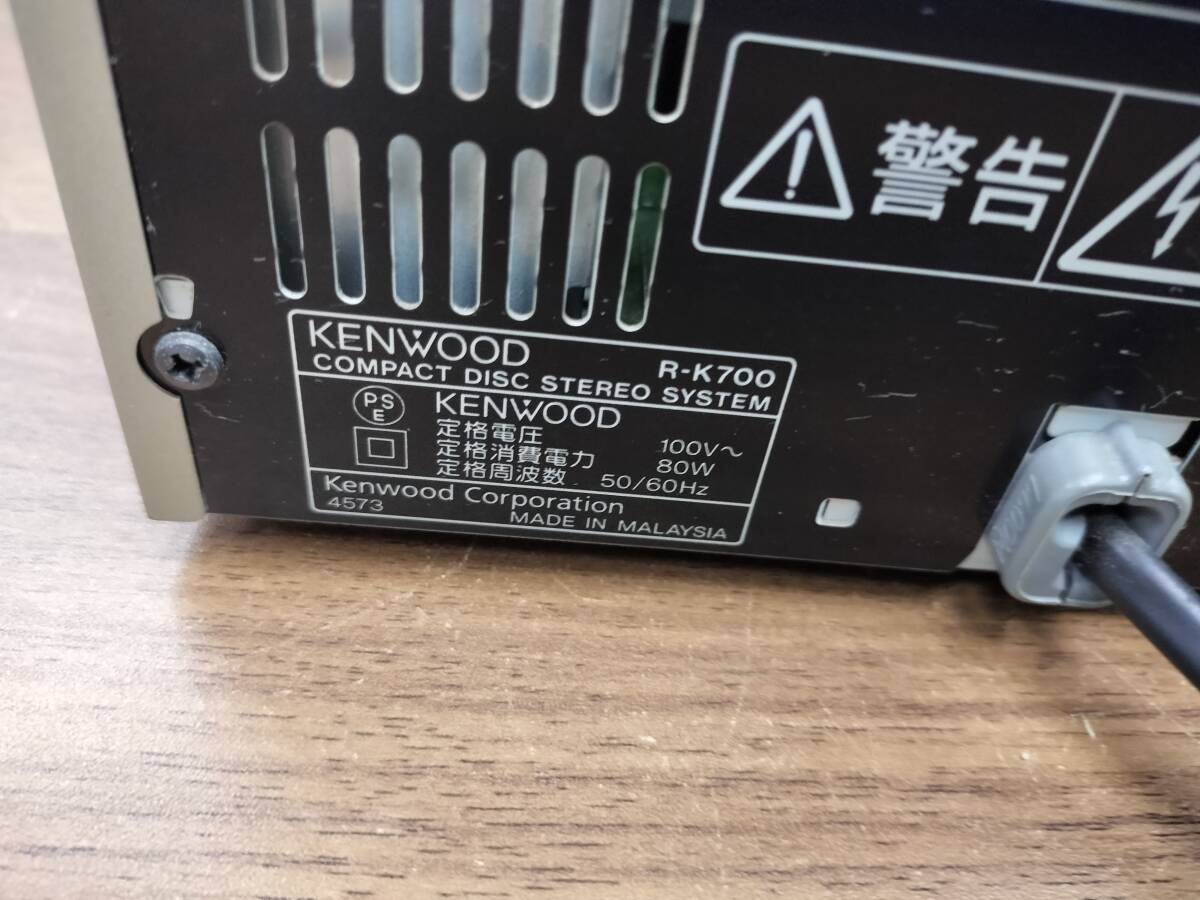 警告
KENWOOD R-K700
COMPACT DISC STEREO SYSTEM
PS
E
KENWOOD
定格電圧 100V～
定格消費電力 80W
定格周波数 50/60Hz
Kenwood Corporation
4573 MADE IN MALAYSIA